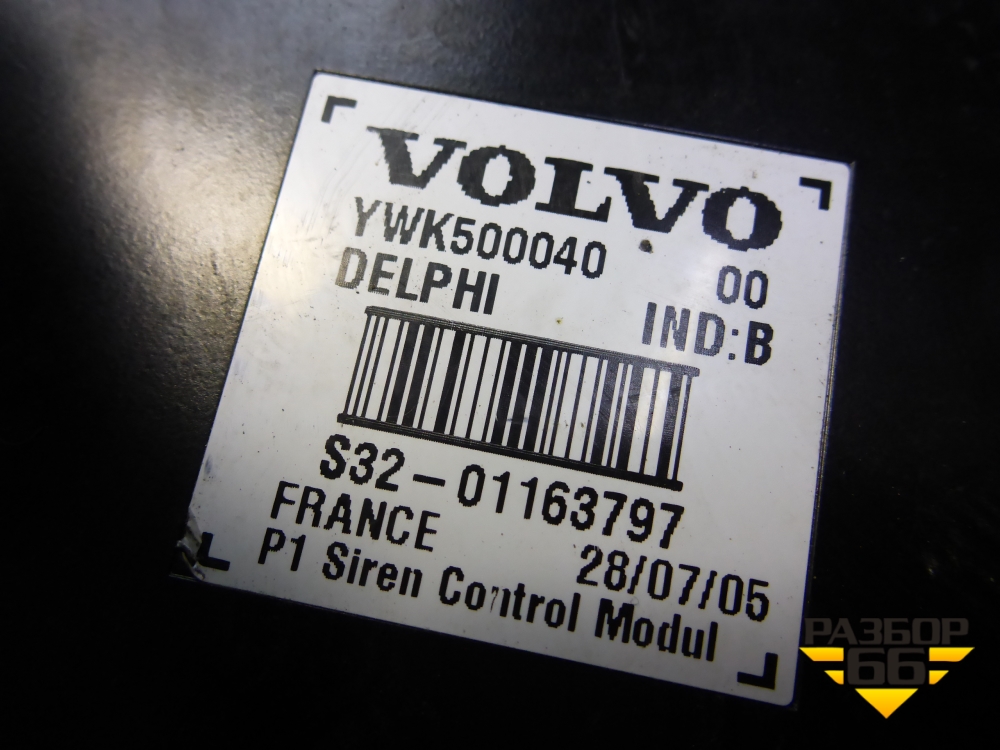 VOLVO
YWK500040 00
DELPHI IND:B
S32-01163797
FRANCE 28/07/05
P1 Siren Control Modul
РАЗБОР
66